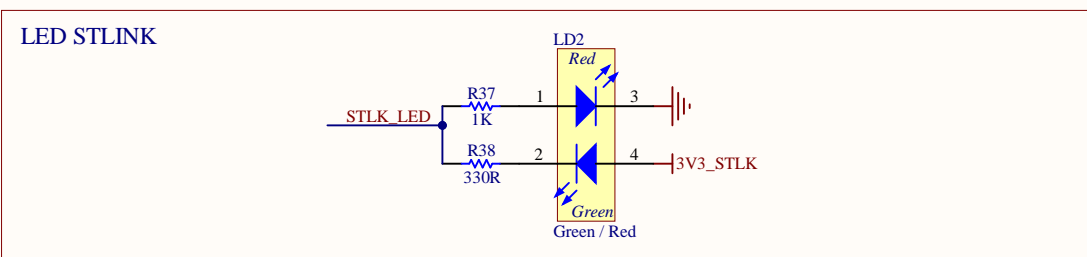 LED STLINK
LD2
Red
R37
1
3
STLK_LED
1K
R38
2
4
3V3_STLK
330R
Green
Green / Red